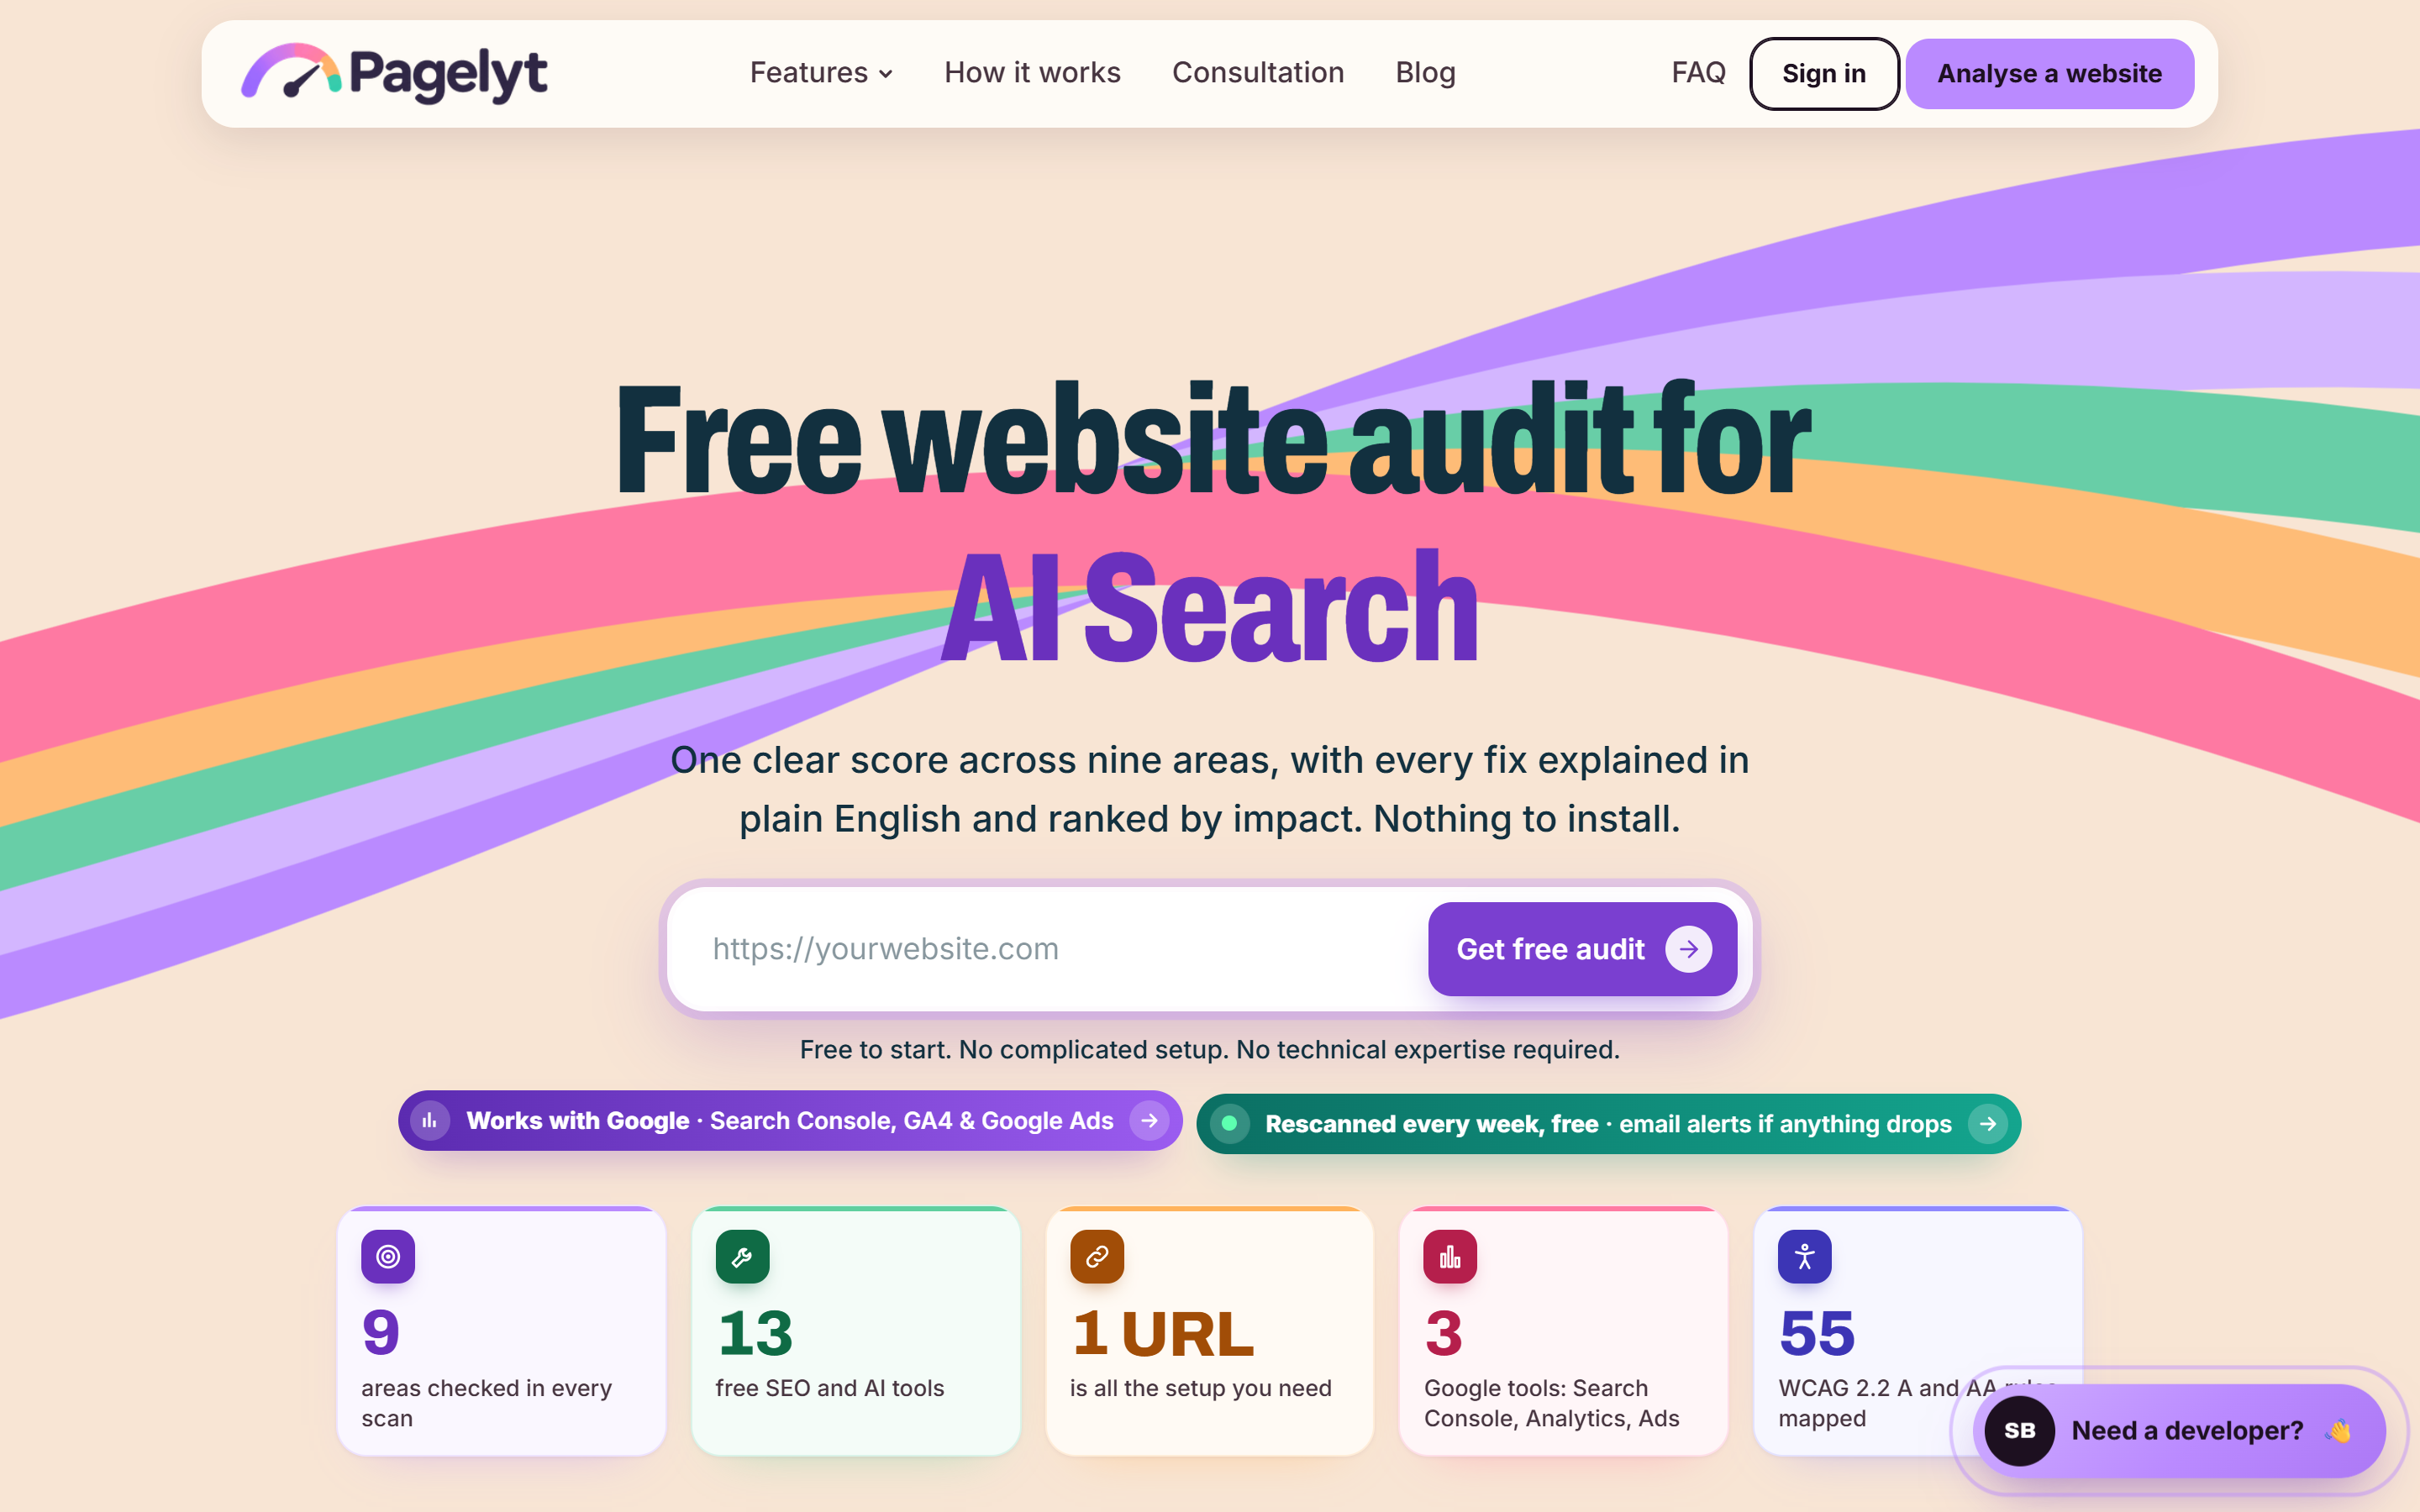 Pagelyt
Features
How it works
Consultation
Blog
FAQ
Sign in
Analyse a website
Free website audit for
AI Search
One clear score across nine areas, with every fix explained in
plain English and ranked by impact. Nothing to install.
https://yourwebsite.com
Get free audit
Free to start. No complicated setup. No technical expertise required.
Works with Google · Search Console, GA4 & Google Ads
Rescanned every week, free · email alerts if anything drops
9
areas checked in every
scan
13
free SEO and AI tools
1 URL
is all the setup you need
3
Google tools: Search
Console, Analytics, Ads
55
WCAG 2.2 A and AA rules
mapped
SB
Need a developer? 👋